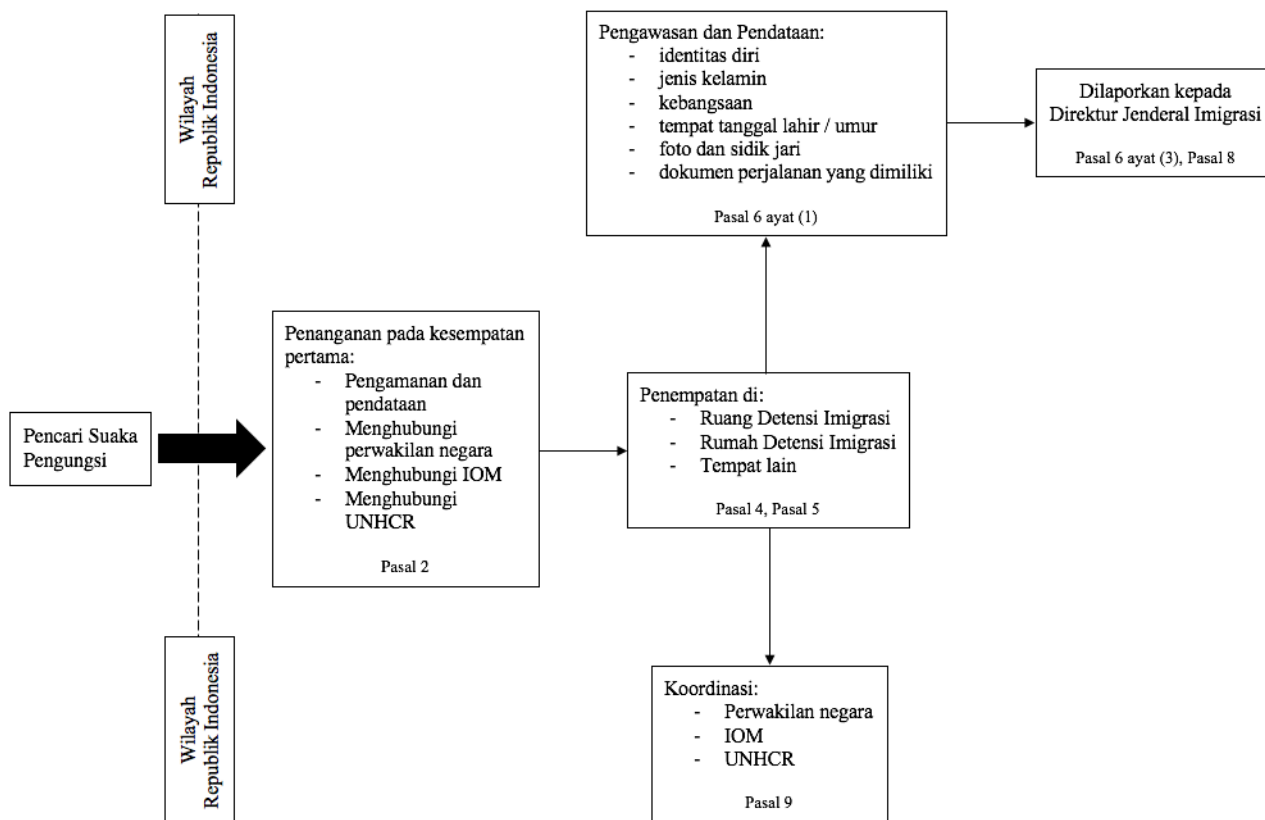 Wilayah
Republik Indonesia
Pencari Suaka
Pengungsi
Penanganan pada kesempatan
pertama:
- Pengamanan dan
pendataan
- Menghubungi
perwakilan negara
- Menghubungi IOM
- Menghubungi
UNHCR
Pasal 2
Penempatan di:
- Ruang Detensi Imigrasi
- Rumah Detensi Imigrasi
- Tempat lain
Pasal 4, Pasal 5
Pengawasan dan Pendataan:
- identitas diri
- jenis kelamin
- kebangsaan
- tempat tanggal lahir / umur
- foto dan sidik jari
- dokumen perjalanan yang dimiliki
Pasal 6 ayat (1)
Dilaporkan kepada
Direktur Jenderal Imigrasi
Pasal 6 ayat (3), Pasal 8
Koordinasi:
- Perwakilan negara
- IOM
- UNHCR
Pasal 9
Wilayah
Republik Indonesia